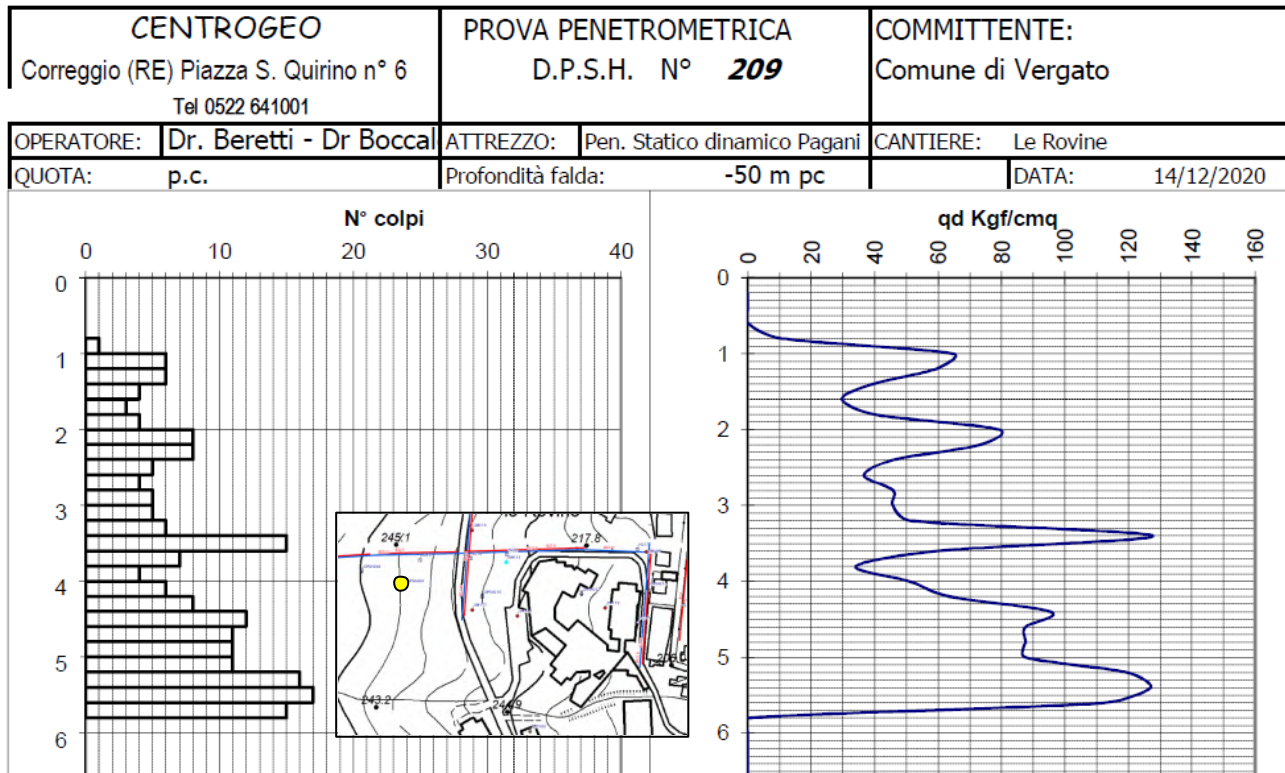 CENTROGEO
Correggio (RE) Piazza S. Quirino n° 6
Tel 0522 641001
PROVA PENETROMETRICA
D.P.S.H. N° 209
COMMITTENTE:
Comune di Vergato
OPERATORE: Dr. Beretti - Dr Boccal
ATTREZZO: Pen. Statico dinamico Pagani
CANTIERE: Le Rovine
QUOTA: p.c.
Profondità falda: -50 m pc
DATA: 14/12/2020
N° colpi
0 10 20 30 40
0
1
2
3
4
5
6
245.1
217.8
243.2
244.9
qd Kgf/cmq
0 20 40 60 80 100 120 140 160
0
1
2
3
4
5
6